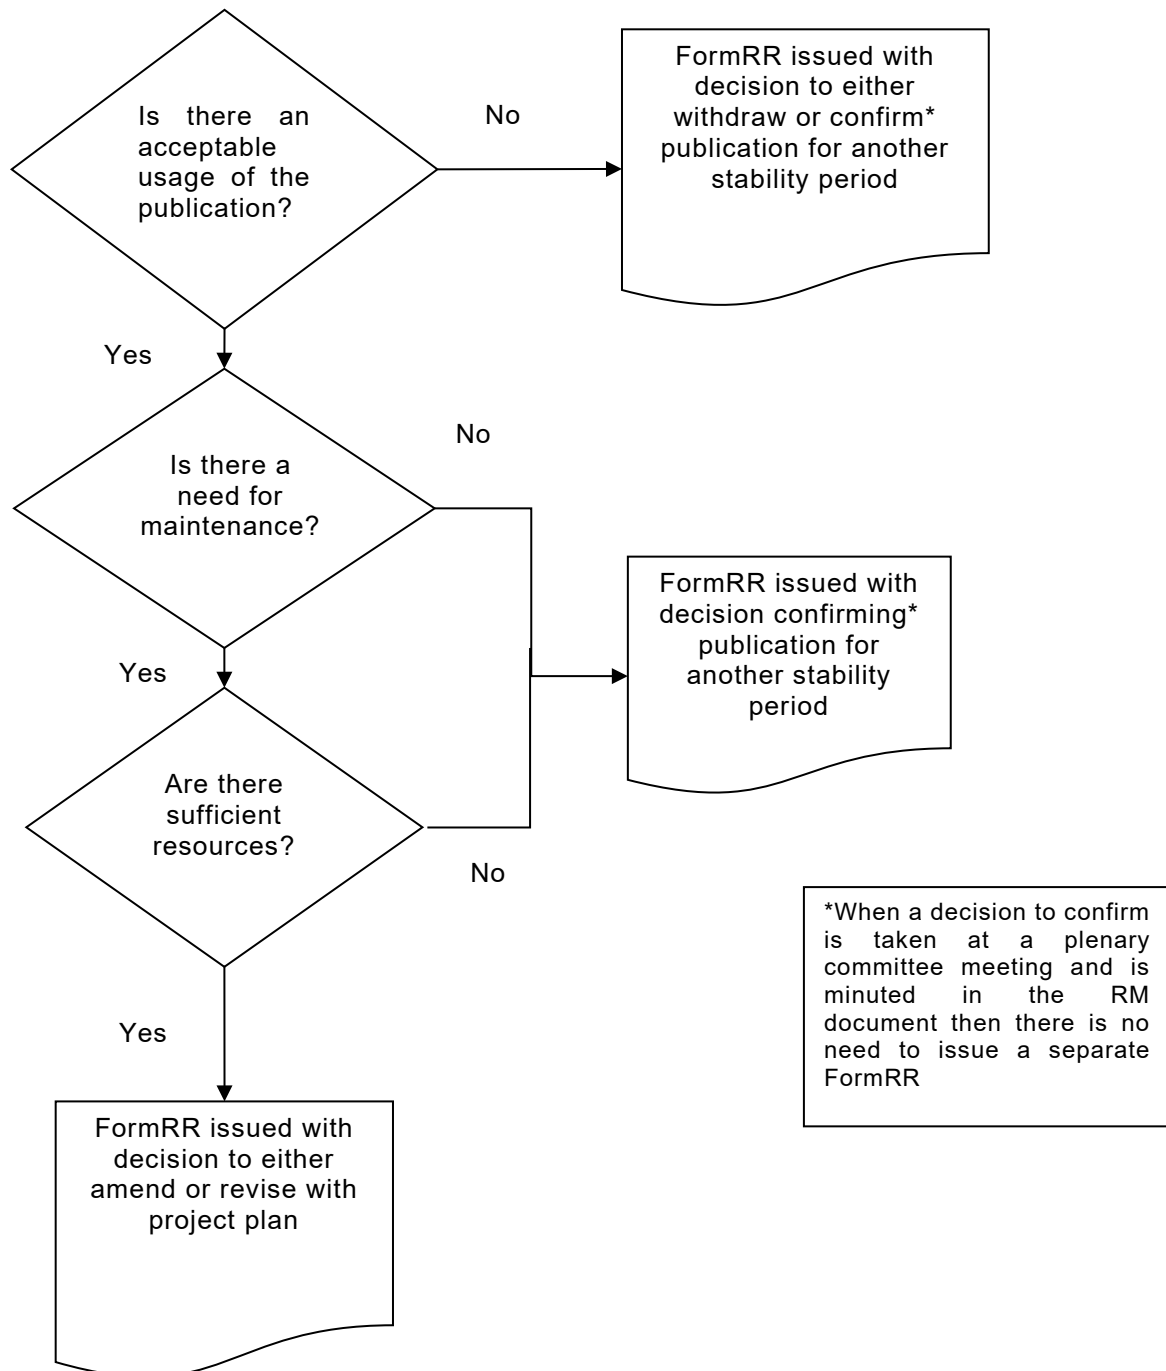 Is there an
acceptable
usage of the
publication?
No
FormRR issued with
decision to either
withdraw or confirm*
publication for another
stability period
Yes
Is there a
need for
maintenance?
No
FormRR issued with
decision confirming*
publication for
another stability
period
Yes
Are there
sufficient
resources?
No
*When a decision to confirm
is taken at a plenary
committee meeting and is
minuted in the RM
document then there is no
need to issue a separate
FormRR
Yes
FormRR issued with
decision to either
amend or revise with
project plan